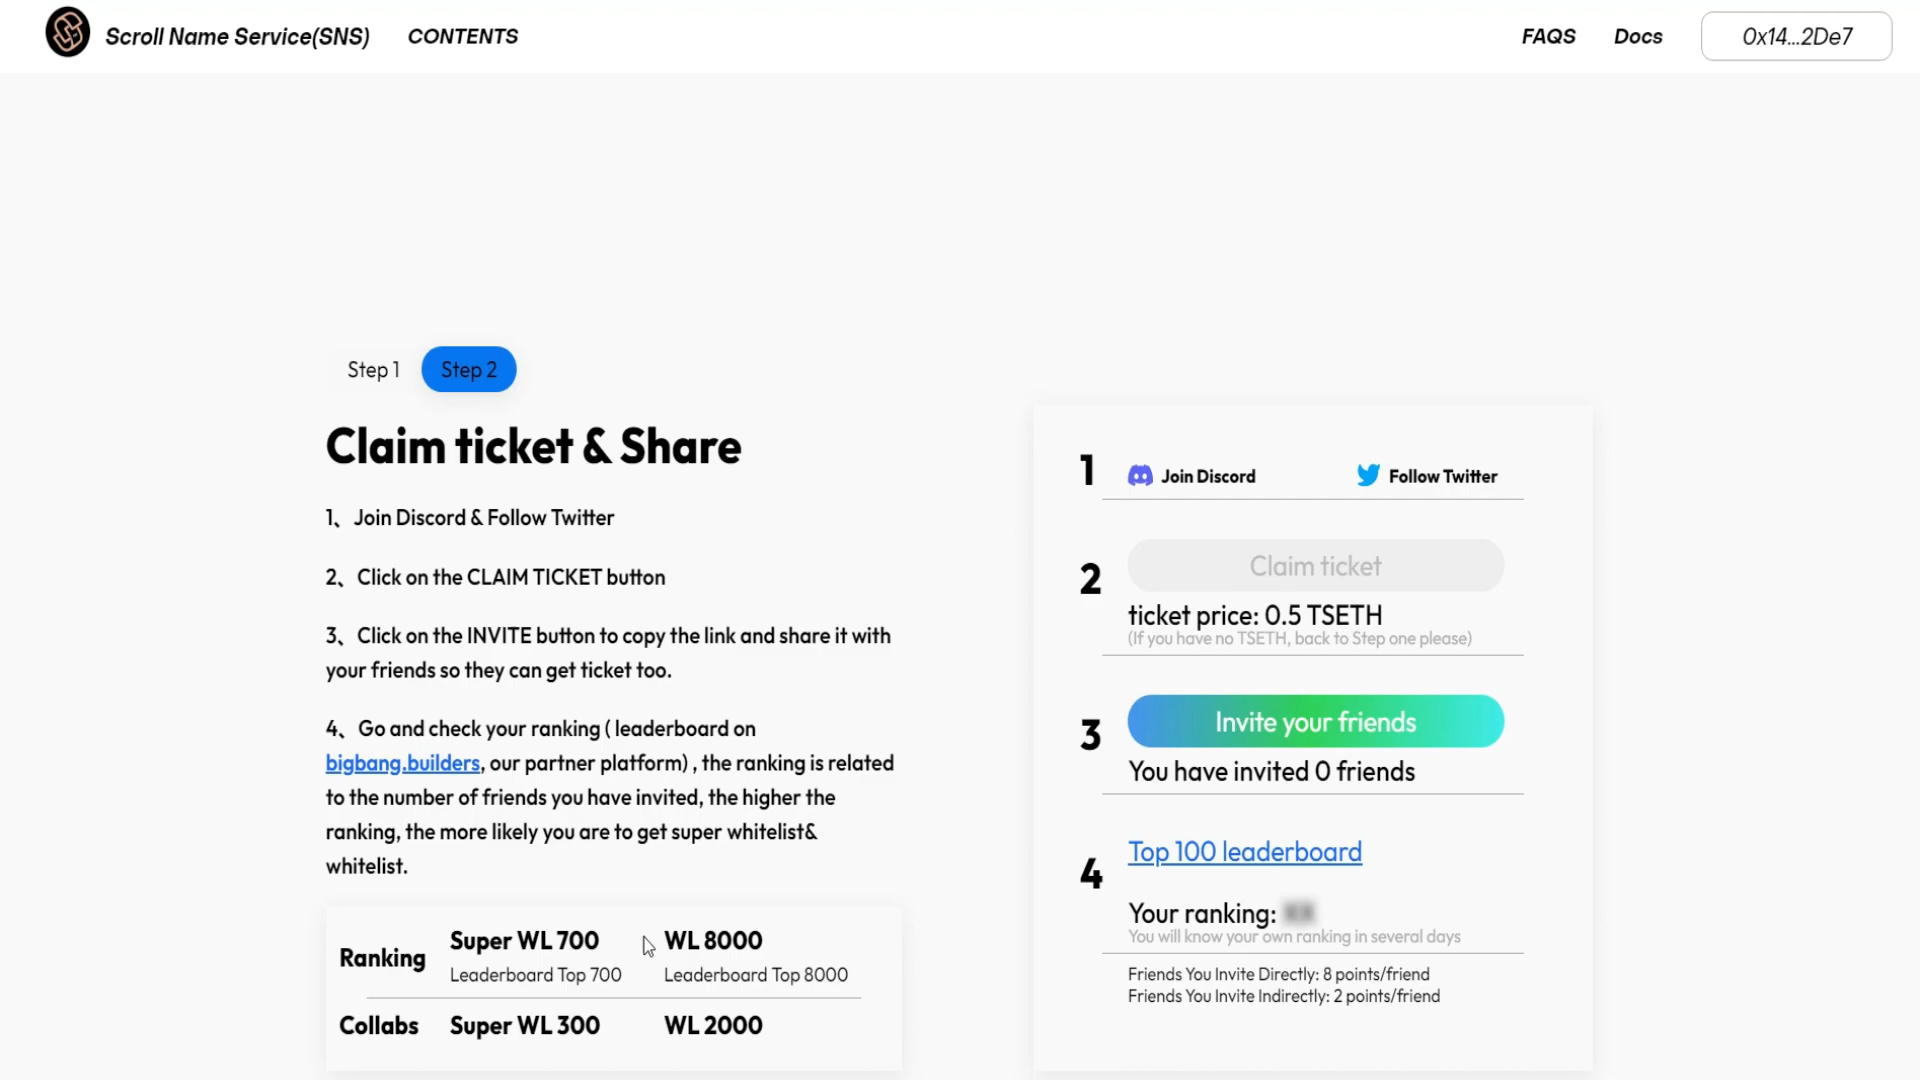 Scroll Name Service(SNS)
CONTENTS
FAQS
Docs
0x14...2De7
Step 1
Step 2
Claim ticket & Share
1、Join Discord & Follow Twitter
2、Click on the CLAIM TICKET button
3、Click on the INVITE button to copy the link and share it with
your friends so they can get ticket too.
4、Go and check your ranking ( leaderboard on
bigbang.builders, our partner platform) , the ranking is related
to the number of friends you have invited, the higher the
ranking, the more likely you are to get super whitelist&
whitelist.
Ranking
Super WL 700
WL 8000
Leaderboard Top 700
Leaderboard Top 8000
Collabs
Super WL 300
WL 2000
1
Join Discord
Follow Twitter
2
Claim ticket
ticket price: 0.5 TSETH
(If you have no TSETH, back to Step one please)
3
Invite your friends
You have invited 0 friends
4
Top 100 leaderboard
Your ranking:
You will know your own ranking in several days
Friends You Invite Directly: 8 points/friend
Friends You Invite Indirectly: 2 points/friend